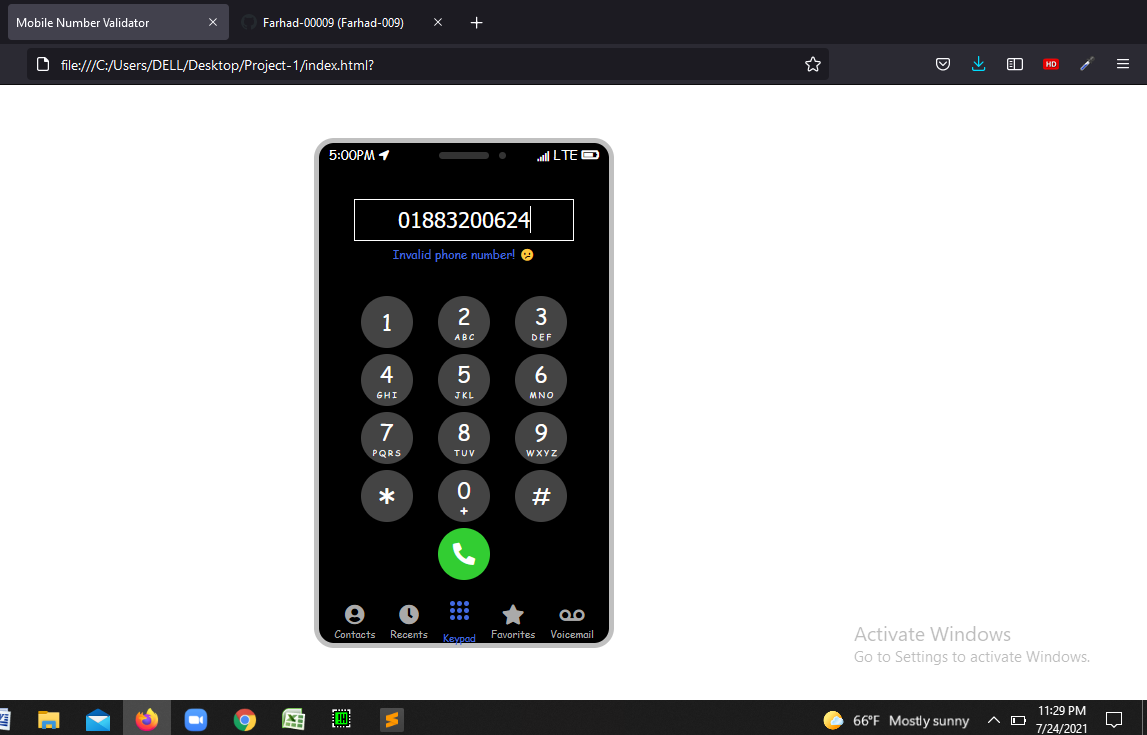 Mobile Number Validator
Farhad-00009 (Farhad-009)
file:///C:/Users/DELL/Desktop/Project-1/index.html?
HD
5:00PM LTE
01883200624
Invalid phone number! 😕
1 2 3
ABC DEF
4 5 6
GHI JKL MNO
7 8 9
PQRS TUV WXYZ
* 0 #
+
Contacts Recents Keypad Favorites Voicemail
Activate Windows
Go to Settings to activate Windows.
66°F Mostly sunny
11:29 PM
7/24/2021